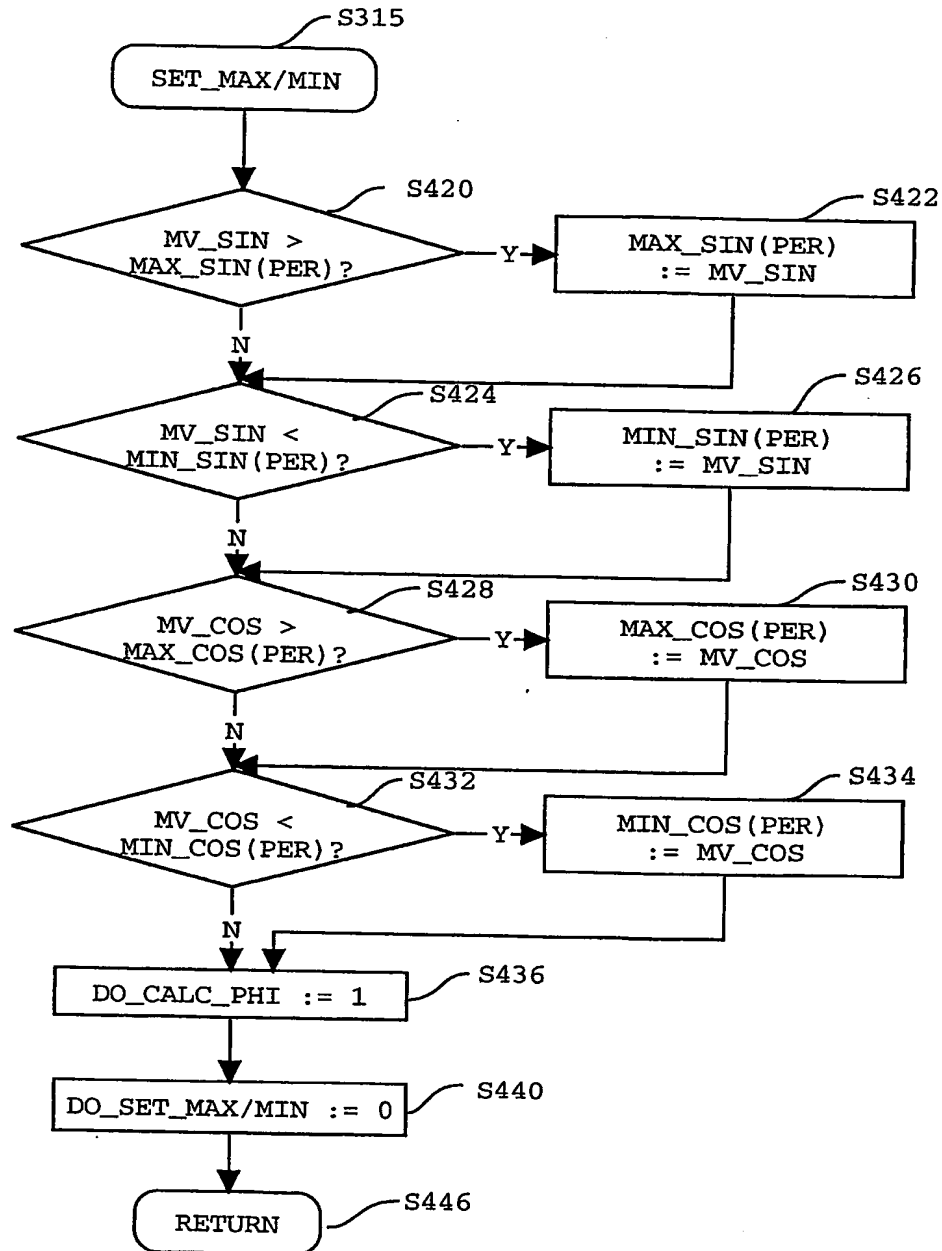 S315
SET_MAX/MIN
S420
MV_SIN >
MAX_SIN(PER)?
Y
S422
MAX_SIN(PER)
:= MV_SIN
N
S424
MV_SIN <
MIN_SIN(PER)?
Y
S426
MIN_SIN(PER)
:= MV_SIN
N
S428
MV_COS >
MAX_COS(PER)?
Y
S430
MAX_COS(PER)
:= MV_COS
N
S432
MV_COS <
MIN_COS(PER)?
Y
S434
MIN_COS(PER)
:= MV_COS
N
S436
DO_CALC_PHI := 1
S440
DO_SET_MAX/MIN := 0
S446
RETURN